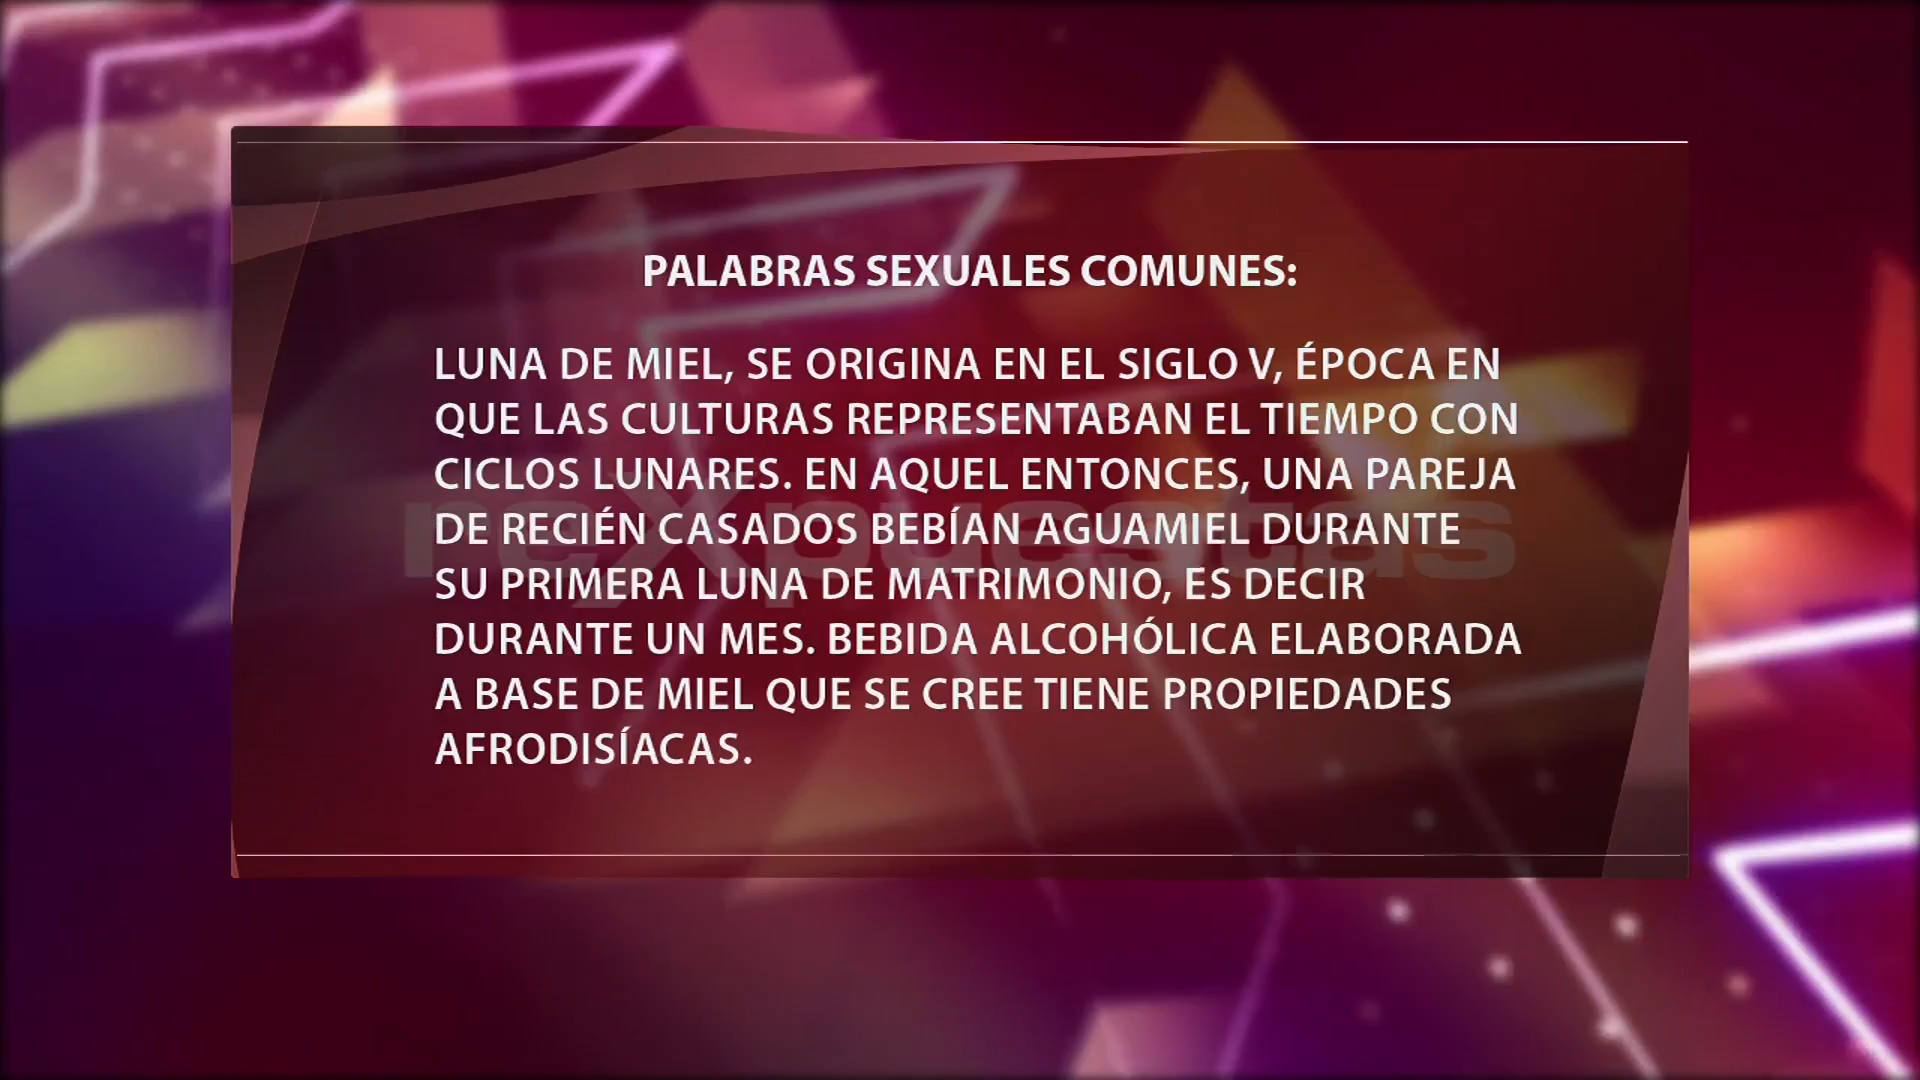 PALABRAS SEXUALES COMUNES:
LUNA DE MIEL, SE ORIGINA EN EL SIGLO V, ÉPOCA EN
QUE LAS CULTURAS REPRESENTABAN EL TIEMPO CON
CICLOS LUNARES. EN AQUEL ENTONCES, UNA PAREJA
DE RECIÉN CASADOS BEBÍAN AGUAMIEL DURANTE
SU PRIMERA LUNA DE MATRIMONIO, ES DECIR
DURANTE UN MES. BEBIDA ALCOHÓLICA ELABORADA
A BASE DE MIEL QUE SE CREE TIENE PROPIEDADES
AFRODISÍACAS.
reXpuestas